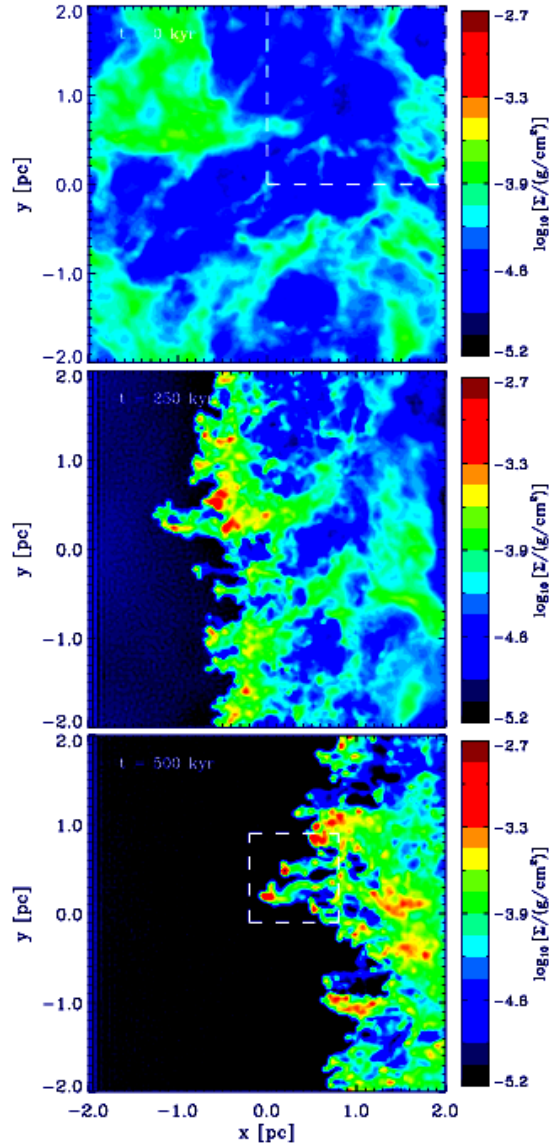 2.0
t = 0 kyr
1.0
y [pc]
0.0
−1.0
−2.0
−2.7
−3.3
−3.9
−4.6
−5.2
log₁₀ [Σ/(g/cm²)]
2.0
t = 250 kyr
1.0
y [pc]
0.0
−1.0
−2.0
−2.7
−3.3
−3.9
−4.6
−5.2
log₁₀ [Σ/(g/cm²)]
2.0
t = 500 kyr
1.0
y [pc]
0.0
−1.0
−2.0
−2.7
−3.3
−3.9
−4.6
−5.2
log₁₀ [Σ/(g/cm²)]
−2.0 −1.0 0.0 1.0 2.0
x [pc]